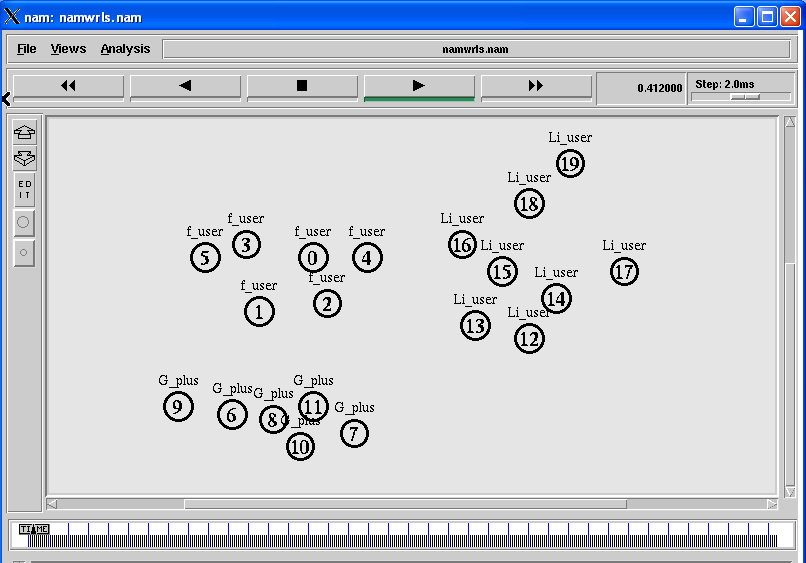 nam: namwrls.nam
File Views Analysis namwrls.nam
0.412000 Step: 2.0ms
ED
IT
Li_user
19
Li_user
18
f_user f_user f_user f_user
5 3 0 4
Li_user Li_user Li_user
16 15 17
f_user f_user
1 2
Li_user Li_user Li_user
13 14 12
G_plus G_plus G_plus G_plus G_plus G_plus
9 6 8 11 10 7
TIME